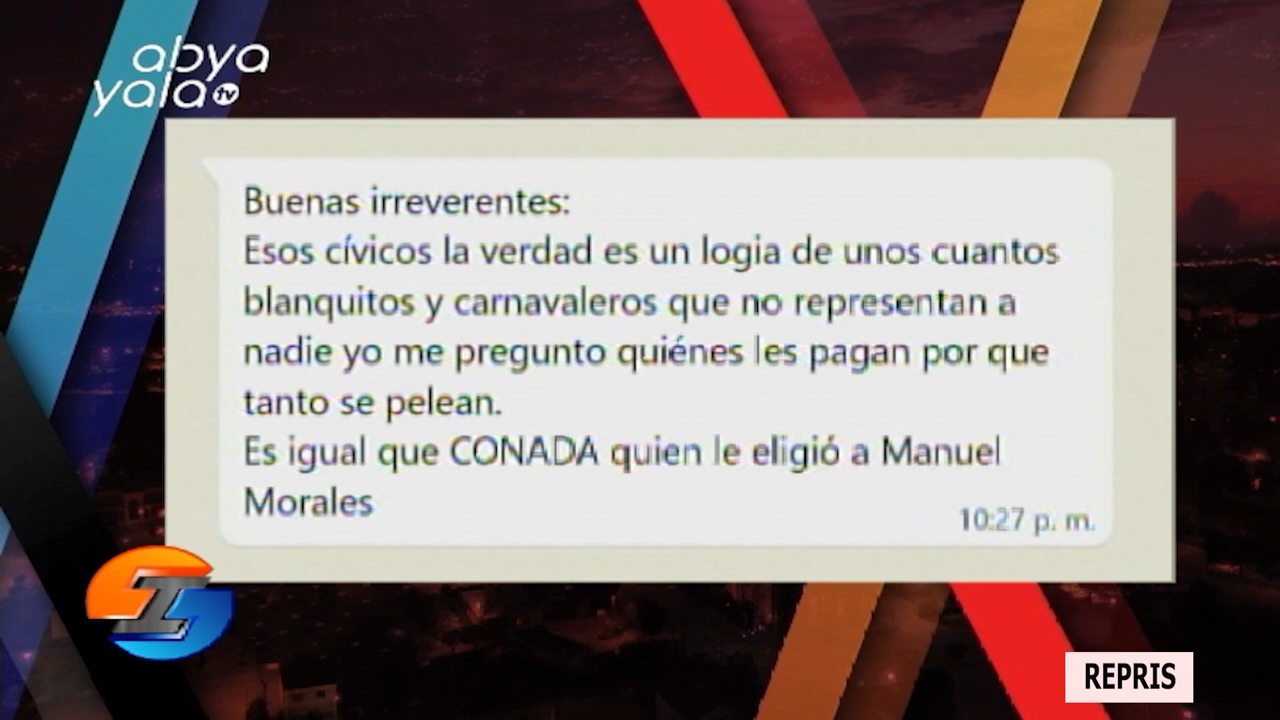 abya
yala tv
Buenas irreverentes:
Esos cívicos la verdad es un logia de unos cuantos
blanquitos y carnavaleros que no representan a
nadie yo me pregunto quiénes les pagan por que
tanto se pelean.
Es igual que CONADA quien le eligió a Manuel
Morales
10:27 p. m.
REPRIS